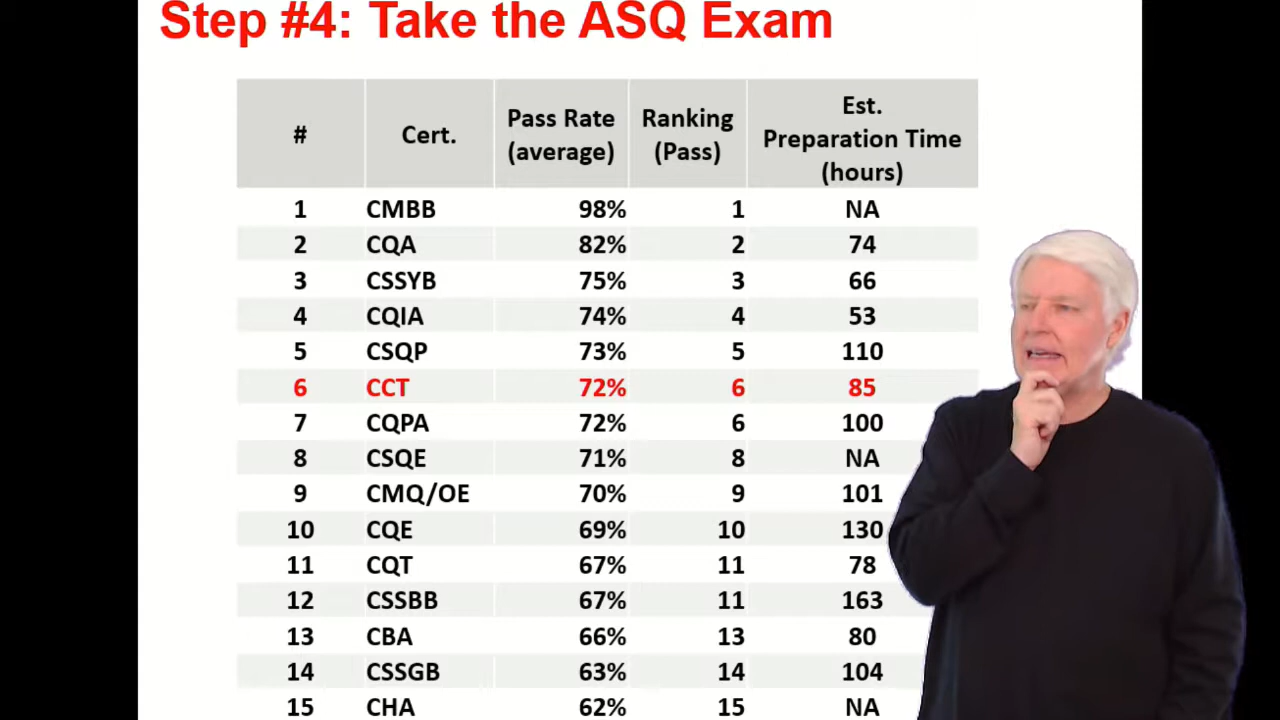 Step #4: Take the ASQ Exam
# Cert. Pass Rate (average) Ranking (Pass) Est. Preparation Time (hours)
1 CMBB 98% 1 NA
2 CQA 82% 2 74
3 CSSYB 75% 3 66
4 CQIA 74% 4 53
5 CSQP 73% 5 110
6 CCT 72% 6 85
7 CQPA 72% 6 100
8 CSQE 71% 8 NA
9 CMQ/OE 70% 9 101
10 CQE 69% 10 130
11 CQT 67% 11 78
12 CSSBB 67% 11 163
13 CBA 66% 13 80
14 CSSGB 63% 14 104
15 CHA 62% 15 NA